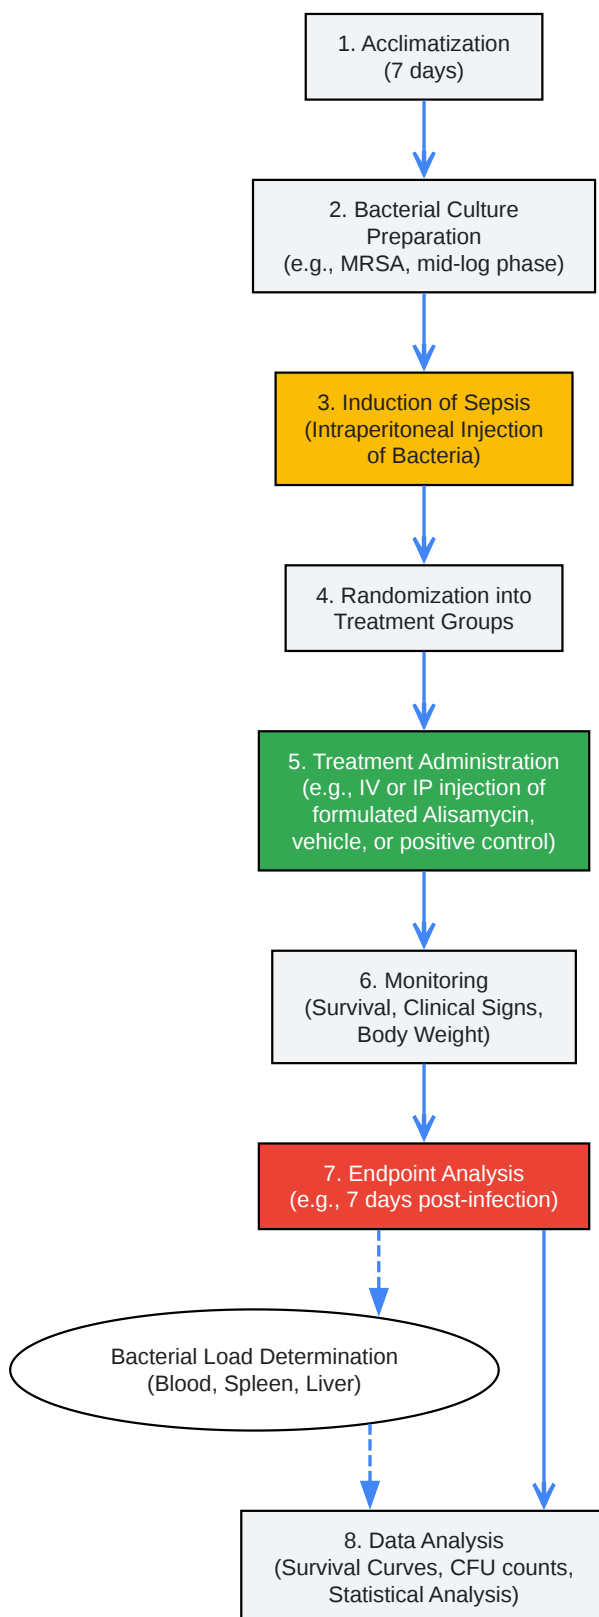 1. Acclimatization
(7 days)
2. Bacterial Culture
Preparation
(e.g., MRSA, mid-log phase)
3. Induction of Sepsis
(Intraperitoneal Injection
of Bacteria)
4. Randomization into
Treatment Groups
5. Treatment Administration
(e.g., IV or IP injection of
formulated Alisamycin,
vehicle, or positive control)
6. Monitoring
(Survival, Clinical Signs,
Body Weight)
7. Endpoint Analysis
(e.g., 7 days post-infection)
Bacterial Load Determination
(Blood, Spleen, Liver)
8. Data Analysis
(Survival Curves, CFU counts,
Statistical Analysis)